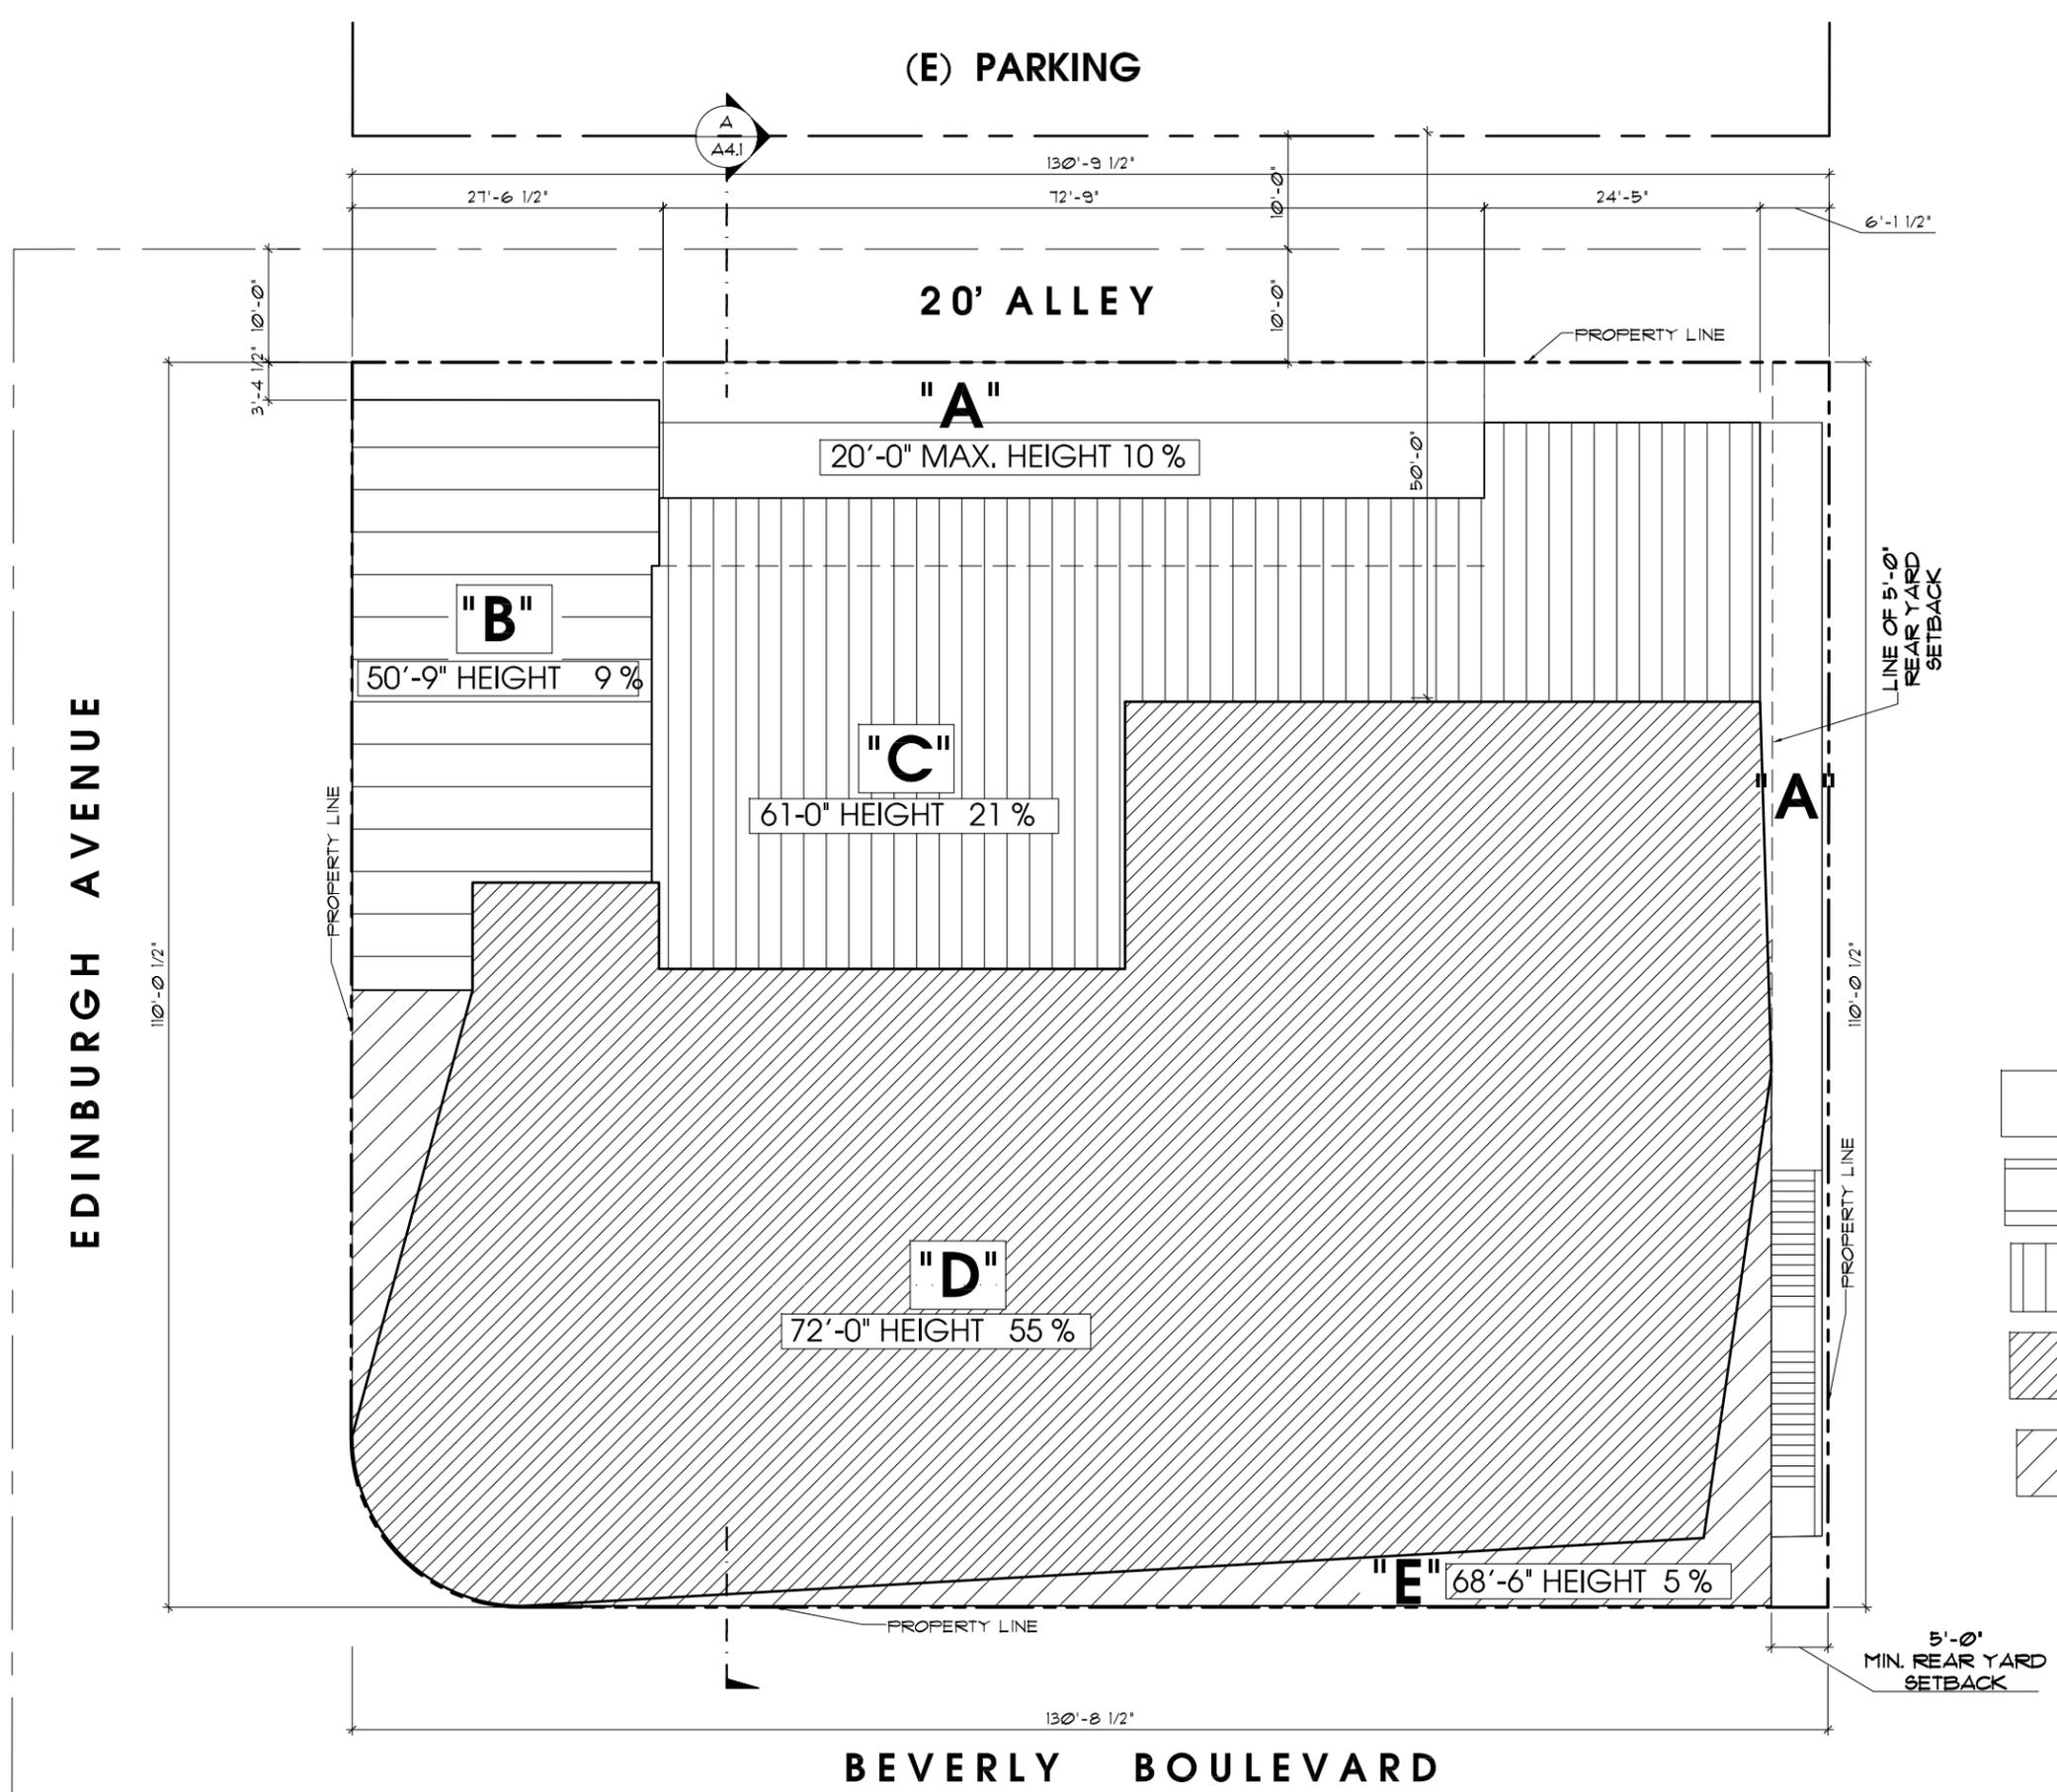 (E) PARKING
A
A4.1
130'-9 1/2"
27'-6 1/2"
72'-9"
24'-5"
6'-1 1/2"
10'-0"
10'-0"
10'-0"
3'-4 1/2"
20' ALLEY
PROPERTY LINE
"A"
20'-0" MAX. HEIGHT 10 %
50'-0"
LINE OF 5'-0"
REAR YARD
SETBACK
"B"
50'-9" HEIGHT 9 %
"C"
61-0" HEIGHT 21 %
"A"
EDINBURGH AVENUE
PROPERTY LINE
110'-0 1/2"
110'-0 1/2"
PROPERTY LINE
"D"
72'-0" HEIGHT 55 %
"E" 68'-6" HEIGHT 5 %
PROPERTY LINE
5'-0"
MIN. REAR YARD
SETBACK
130'-8 1/2"
BEVERLY BOULEVARD